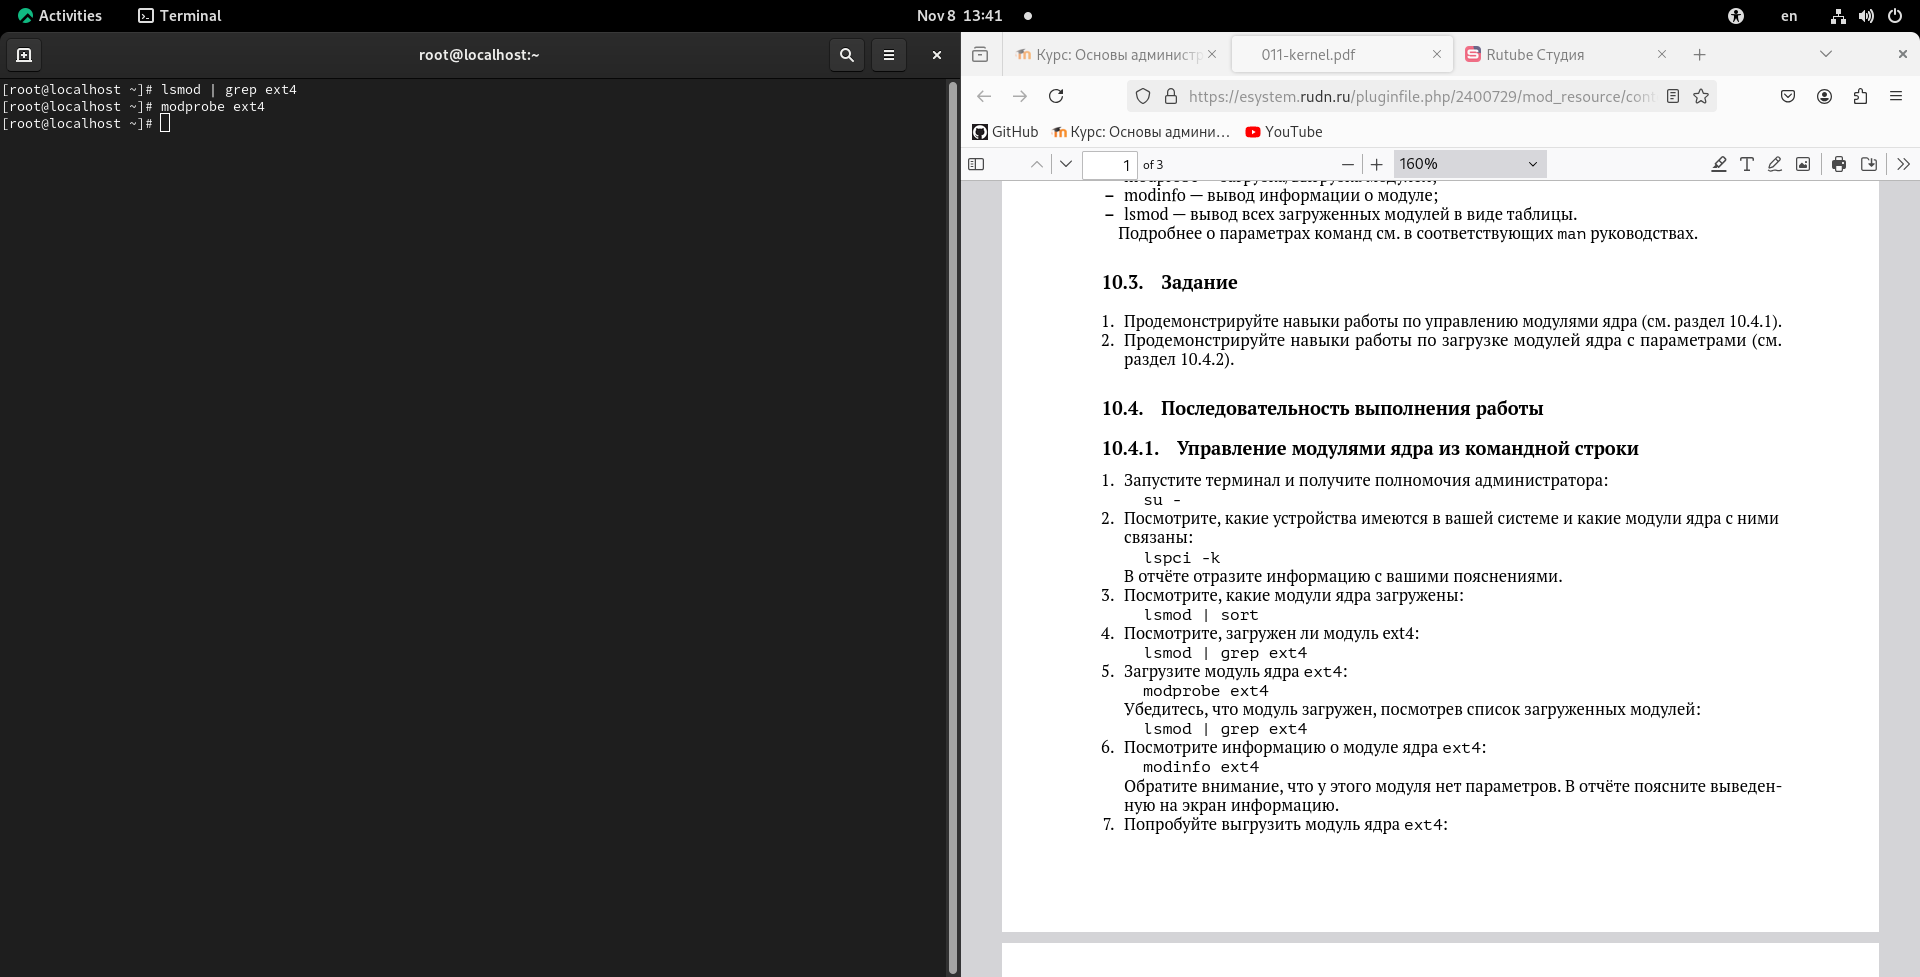 Activities
Terminal
Nov 8 13:41
en
root@localhost:~
[root@localhost ~]# lsmod | grep ext4
[root@localhost ~]# modprobe ext4
[root@localhost ~]#
Курс: Основы администр
011-kernel.pdf
Rutube Студия
https://esystem.rudn.ru/pluginfile.php/2400729/mod_resource/cont
GitHub
Курс: Основы админи…
YouTube
1 of 3
160%
– modinfo — вывод информации о модуле;
– lsmod — вывод всех загруженных модулей в виде таблицы.
Подробнее о параметрах команд см. в соответствующих man руководствах.
10.3. Задание
1. Продемонстрируйте навыки работы по управлению модулями ядра (см. раздел 10.4.1).
2. Продемонстрируйте навыки работы по загрузке модулей ядра с параметрами (см.
раздел 10.4.2).
10.4. Последовательность выполнения работы
10.4.1. Управление модулями ядра из командной строки
1. Запустите терминал и получите полномочия администратора:
su -
2. Посмотрите, какие устройства имеются в вашей системе и какие модули ядра с ними
связаны:
lspci -k
В отчёте отразите информацию с вашими пояснениями.
3. Посмотрите, какие модули ядра загружены:
lsmod | sort
4. Посмотрите, загружен ли модуль ext4:
lsmod | grep ext4
5. Загрузите модуль ядра ext4:
modprobe ext4
Убедитесь, что модуль загружен, посмотрев список загруженных модулей:
lsmod | grep ext4
6. Посмотрите информацию о модуле ядра ext4:
modinfo ext4
Обратите внимание, что у этого модуля нет параметров. В отчёте поясните выведен-
ную на экран информацию.
7. Попробуйте выгрузить модуль ядра ext4: